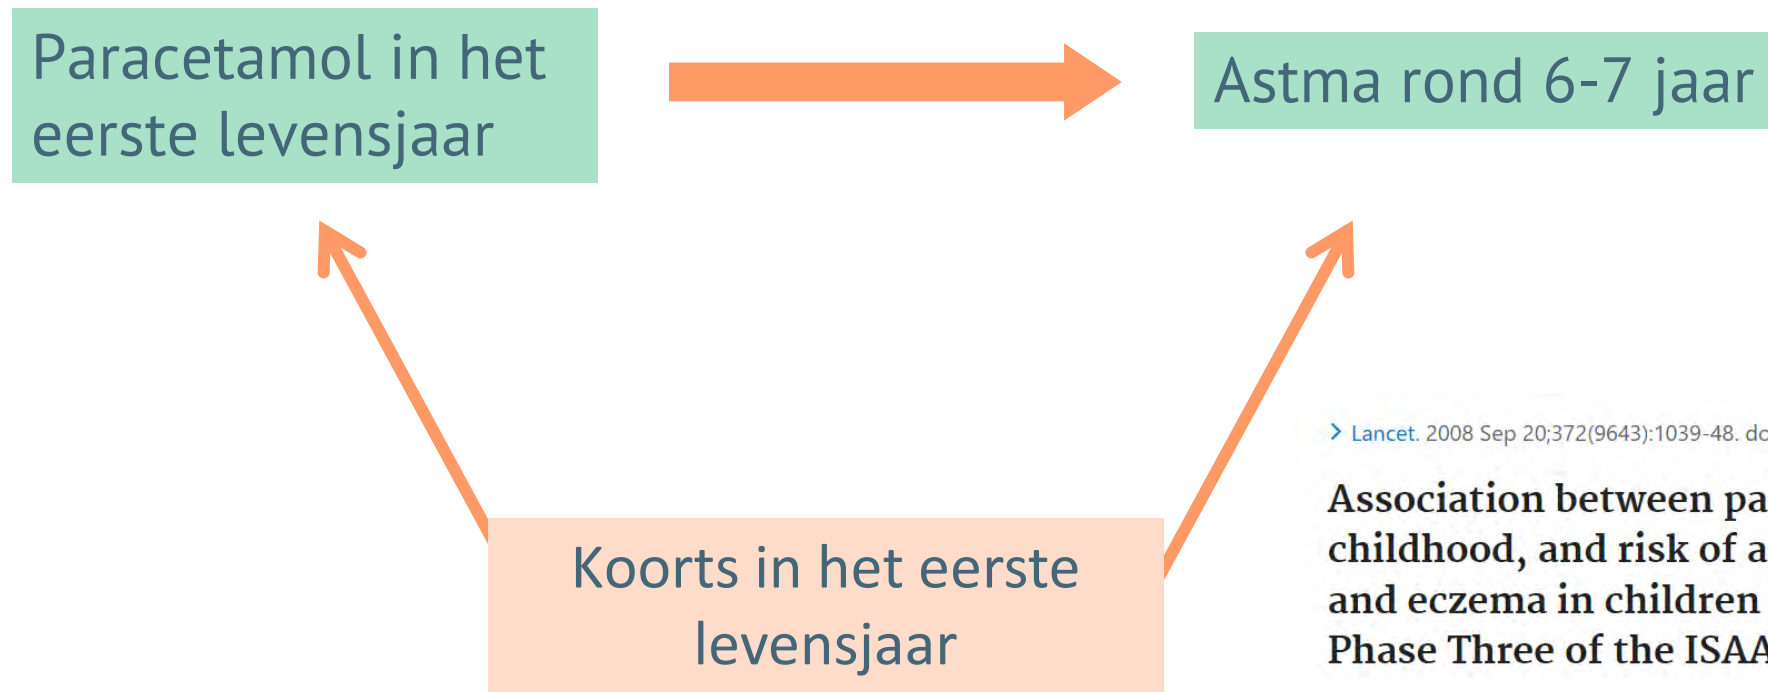 Paracetamol in het
eerste levensjaar
Astma rond 6-7 jaar
Koorts in het eerste
levensjaar
> Lancet. 2008 Sep 20;372(9643):1039-48.
Association between
childhood, and risk of
and eczema in children
Phase Three of the